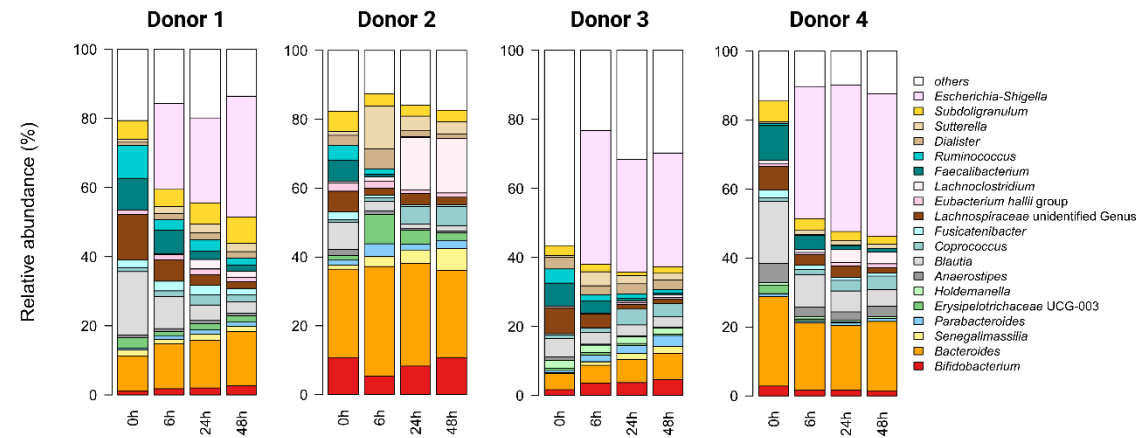 Donor 1
Donor 2
Donor 3
Donor 4
Relative abundance (%)
100
80
60
40
20
0
0h
6h
24h
48h
100
80
60
40
20
0
0h
6h
24h
48h
100
80
60
40
20
0
0h
6h
24h
48h
100
80
60
40
20
0
0h
6h
24h
48h
others
Escherichia-Shigella
Subdoligranulum
Sutterella
Dialister
Ruminococcus
Faecalibacterium
Lachnoclostridium
Eubacterium hallii group
Lachnospiraceae unidentified Genus
Fusicatenibacter
Coprococcus
Blautia
Anaerostipes
Holdemanella
Erysipelotrichaceae UCG-003
Parabacteroides
Senegalimassilia
Bacteroides
Bifidobacterium